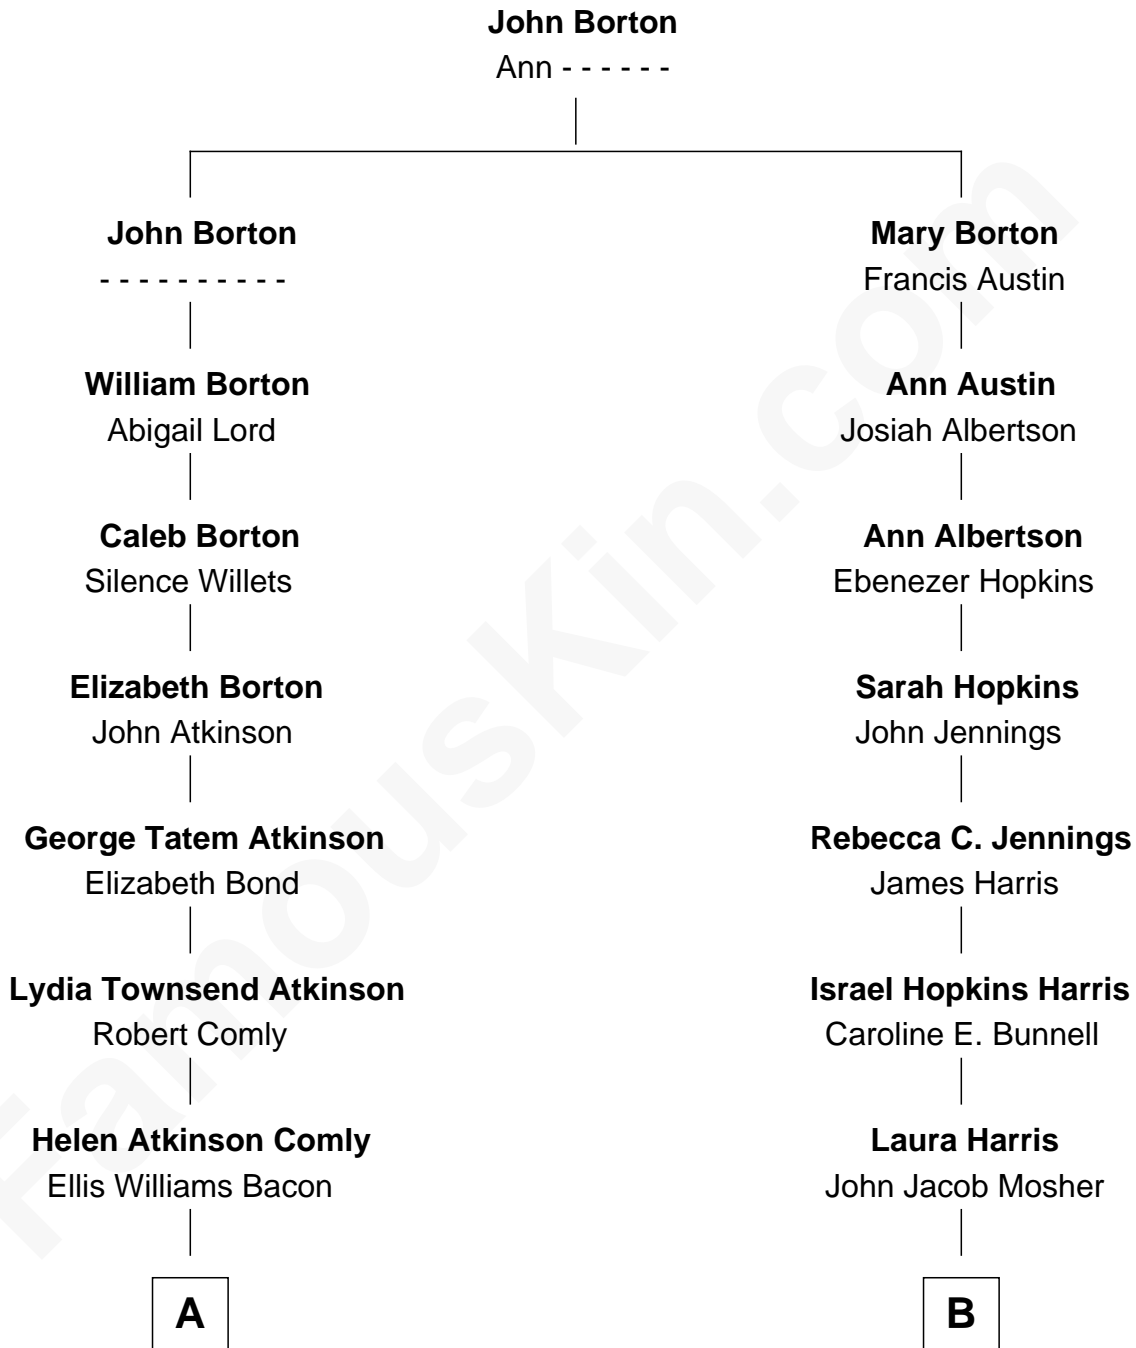 John Borton
Ann - - - - - -
John Borton
- - - - - - - - - -
William Borton
Abigail Lord
Caleb Borton
Silence Willets
Elizabeth Borton
John Atkinson
George Tatem Atkinson
Elizabeth Bond
Lydia Townsend Atkinson
Robert Comly
Helen Atkinson Comly
Ellis Williams Bacon
A
Mary Borton
Francis Austin
Ann Austin
Josiah Albertson
Ann Albertson
Ebenezer Hopkins
Sarah Hopkins
John Jennings
Rebecca C. Jennings
James Harris
Israel Hopkins Harris
Caroline E. Bunnell
Laura Harris
John Jacob Mosher
B
FamousKin.com